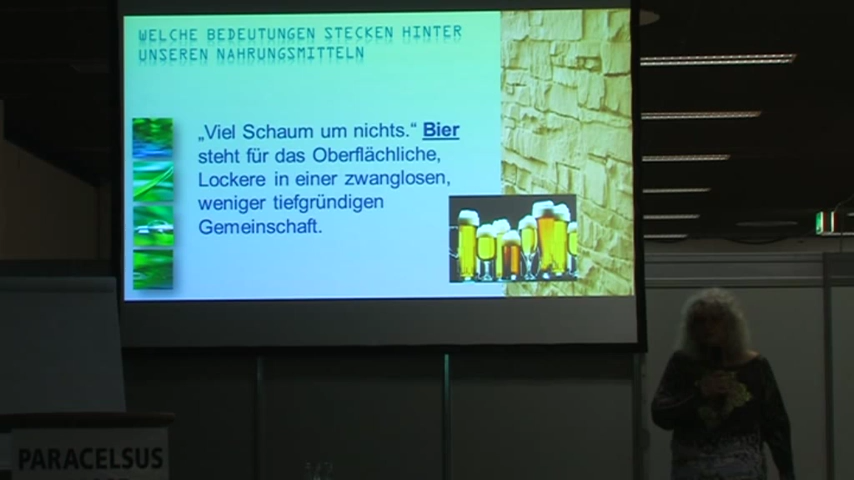 WELCHE BEDEUTUNGEN STECKEN HINTER
UNSEREN NAHRUNGSMITTELN
„Viel Schaum um nichts.“ Bier
steht für das Oberflächliche,
Lockere in einer zwanglosen,
weniger tiefgründigen
Gemeinschaft.
PARACELSUS